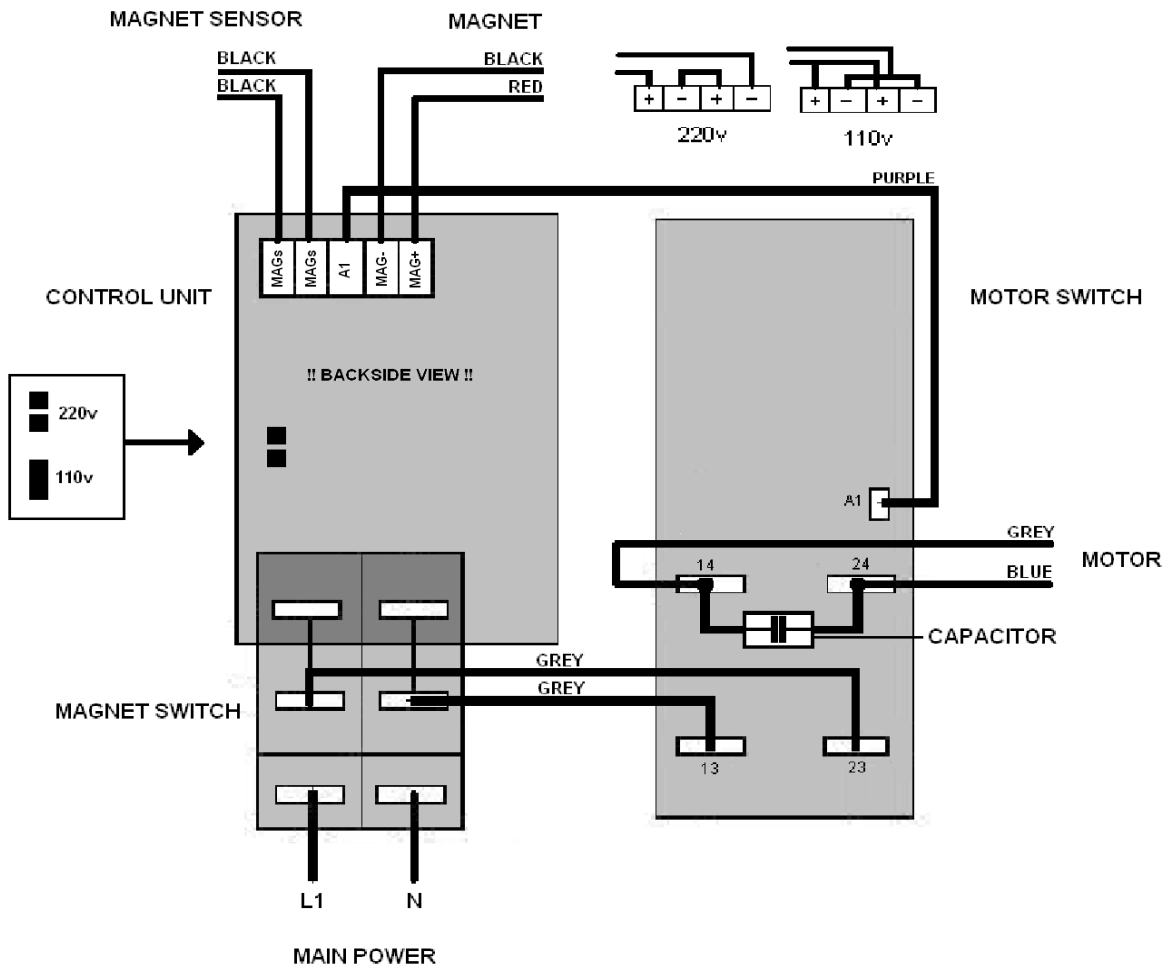 MAGNET SENSOR
MAGNET
BLACK
BLACK
BLACK
RED
+ − + −
220v
+ − + −
110v
PURPLE
MAGs
MAGs
A1
MAG-
MAG+
CONTROL UNIT
MOTOR SWITCH
!! BACKSIDE VIEW !!
220v
110v
A1
GREY
MOTOR
14
24
BLUE
CAPACITOR
GREY
GREY
MAGNET SWITCH
13
23
L1
N
MAIN POWER